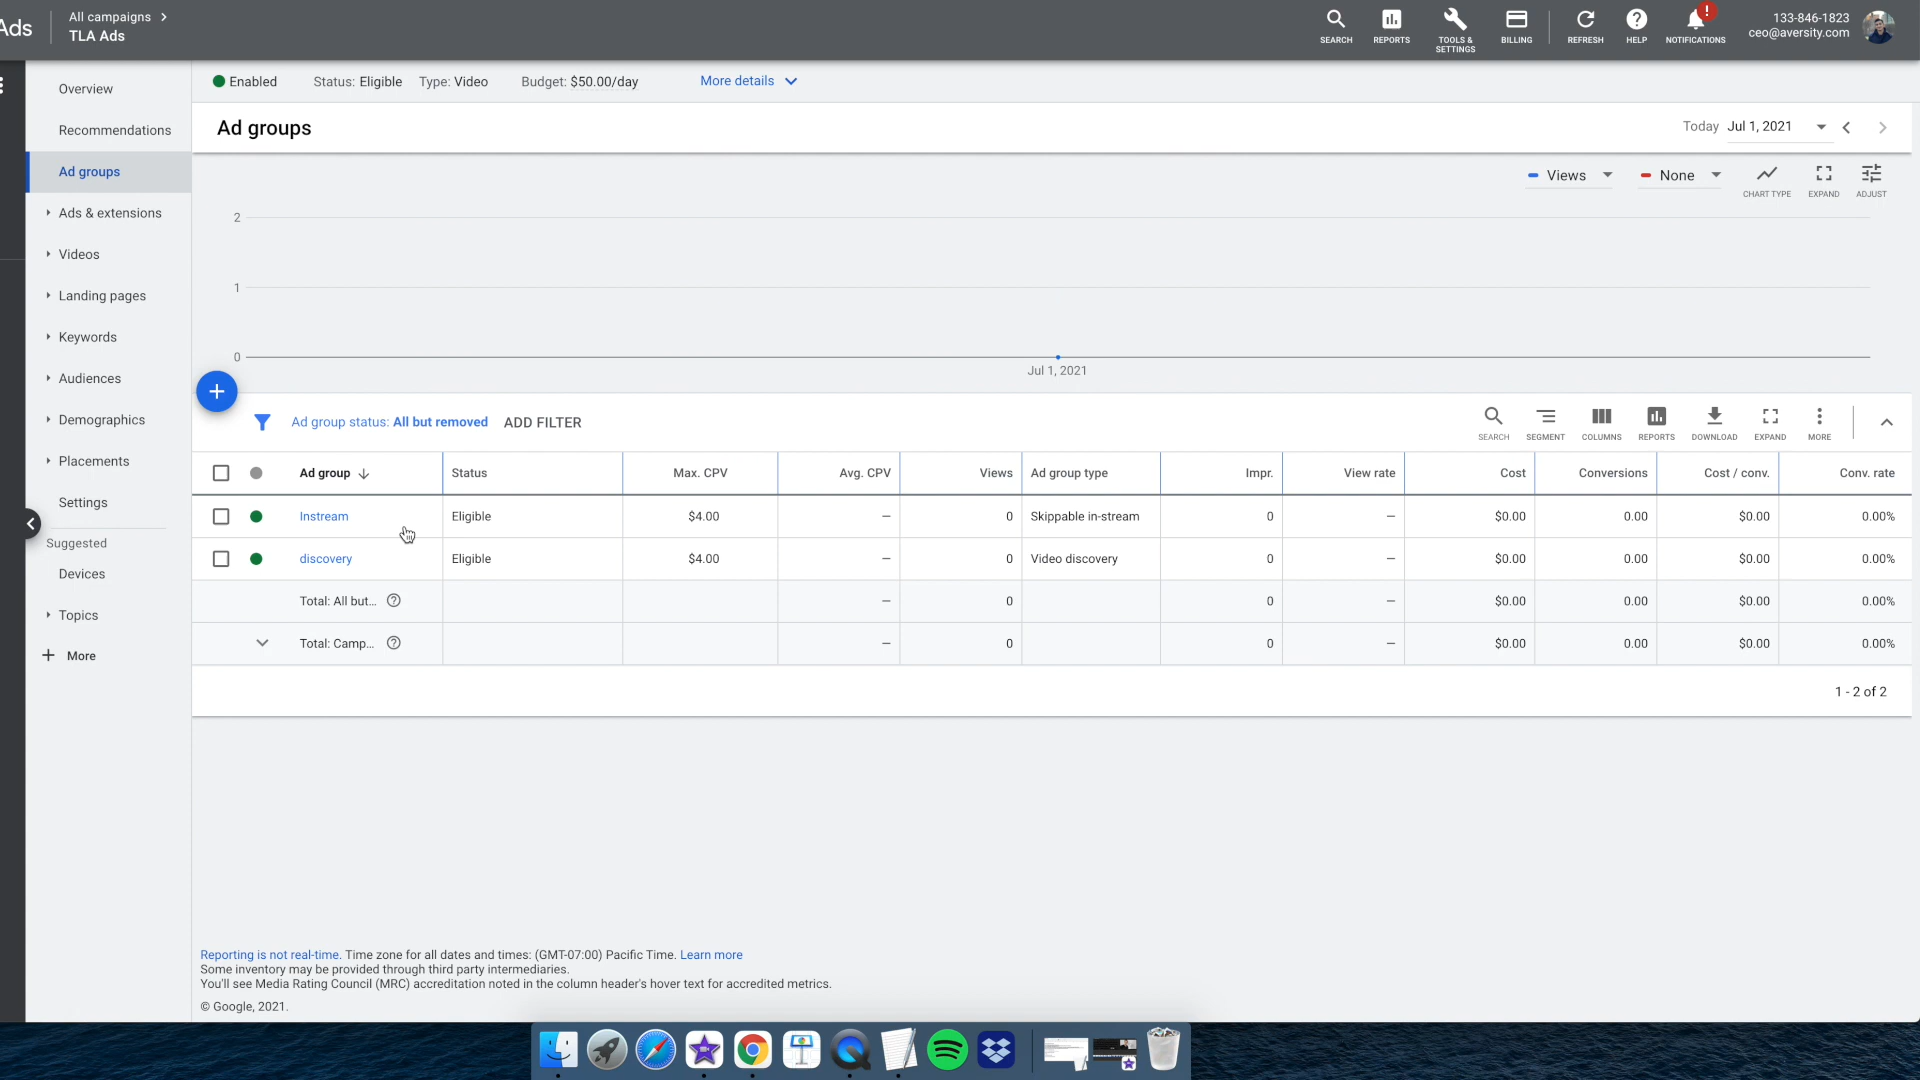 Ads
All campaigns >
TLA Ads
SEARCH
REPORTS
TOOLS &
SETTINGS
BILLING
REFRESH
HELP
!
NOTIFICATIONS
133-846-1823
ceo@aversity.com
Overview
Recommendations
Ad groups
Ads & extensions
Videos
Landing pages
Keywords
Audiences
Demographics
Placements
Settings
Suggested
Devices
Topics
+ More
Enabled Status: Eligible Type: Video Budget: $50.00/day More details
Ad groups
Today Jul 1, 2021
Views None
CHART TYPE EXPAND ADJUST
2
1
0
Jul 1, 2021
Ad group status: All but removed ADD FILTER
SEARCH SEGMENT COLUMNS REPORTS DOWNLOAD EXPAND MORE
Ad group Status Max. CPV Avg. CPV Views Ad group type Impr. View rate Cost Conversions Cost / conv. Conv. rate
Instream Eligible $4.00 — 0 Skippable in-stream 0 — $0.00 0.00 $0.00 0.00%
discovery Eligible $4.00 — 0 Video discovery 0 — $0.00 0.00 $0.00 0.00%
Total: All but... — 0 0 — $0.00 0.00 $0.00 0.00%
Total: Camp... — 0 0 — $0.00 0.00 $0.00 0.00%
1 - 2 of 2
Reporting is not real-time. Time zone for all dates and times: (GMT-07:00) Pacific Time. Learn more
Some inventory may be provided through third party intermediaries.
You'll see Media Rating Council (MRC) accreditation noted in the column header's hover text for accredited metrics.
© Google, 2021.